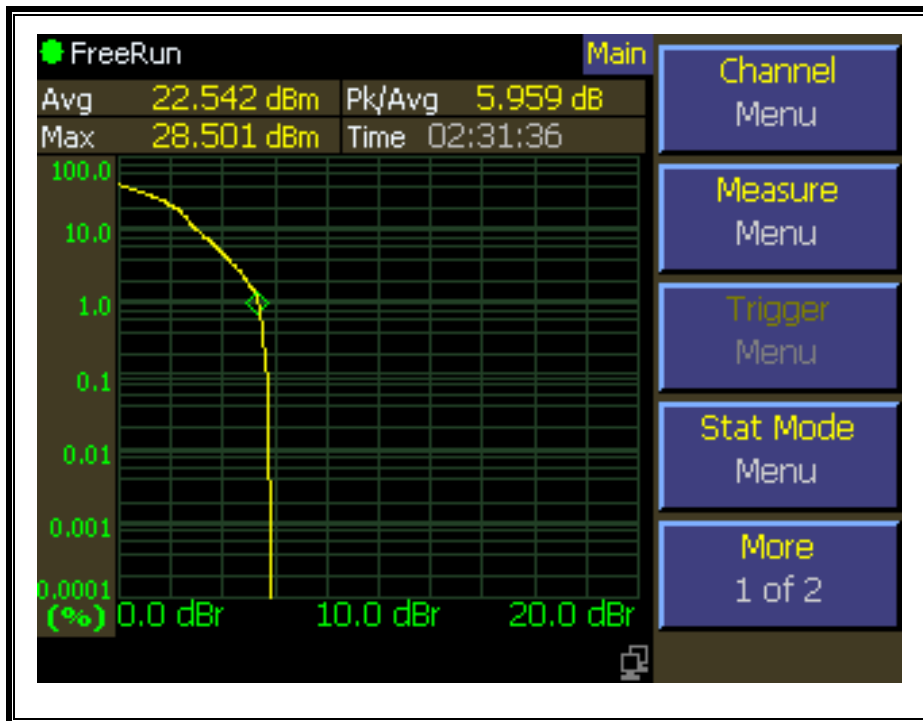 FreeRun Main
Avg 22.542 dBm Pk/Avg 5.959 dB
Max 28.501 dBm Time 02:31:36
100.0
10.0
1.0
0.1
0.01
0.001
0.0001
(%) 0.0 dBr 10.0 dBr 20.0 dBr
Channel
Menu
Measure
Menu
Trigger
Menu
Stat Mode
Menu
More
1 of 2